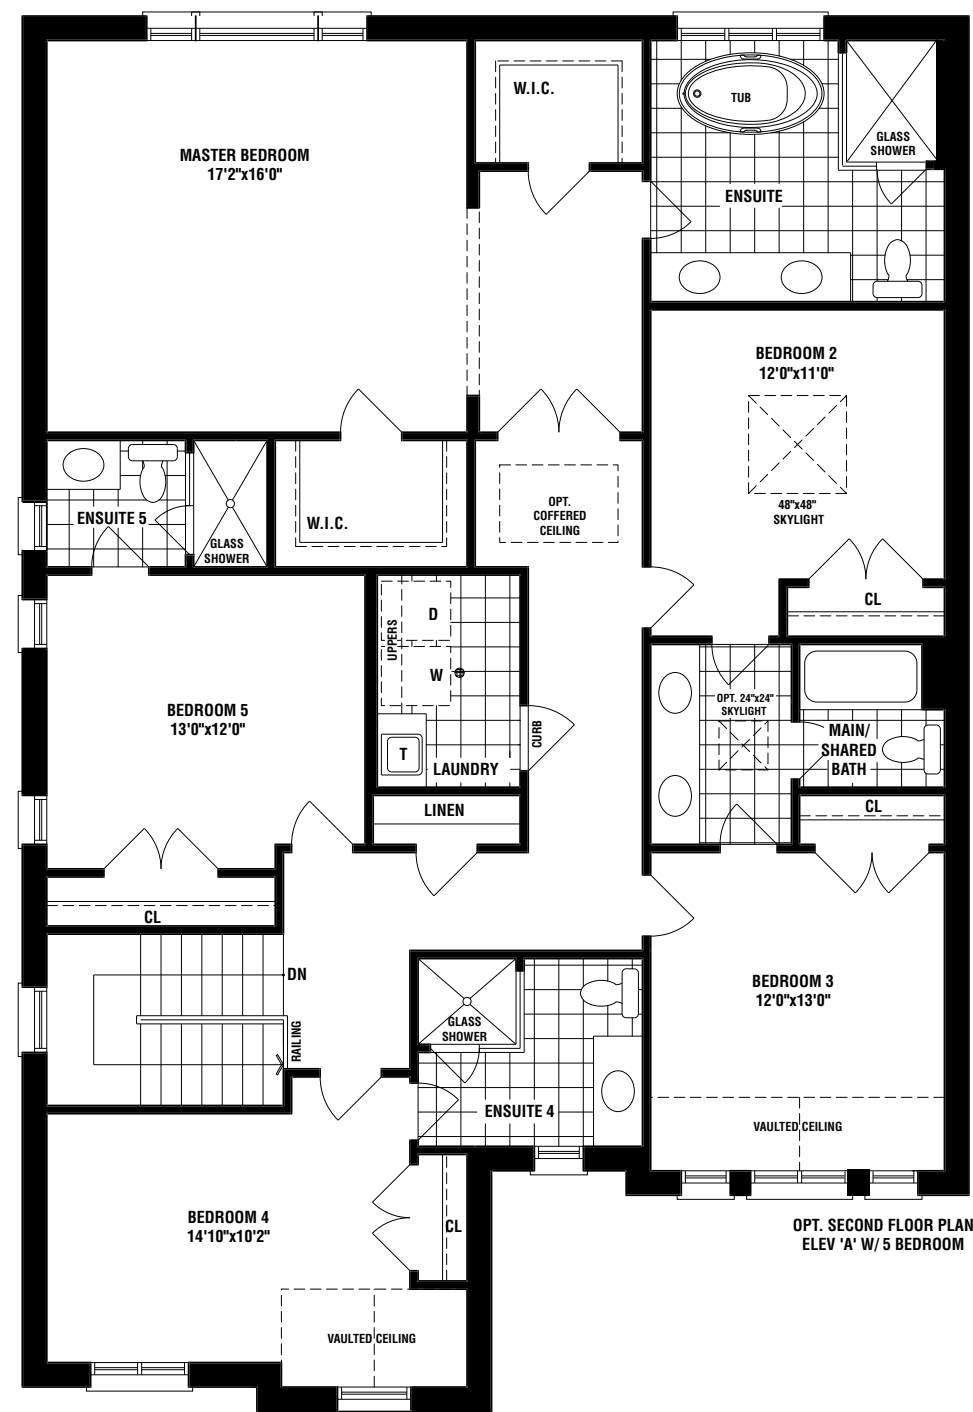 W.I.C.
TUB
MASTER BEDROOM
17'2"x16'0"
GLASS
SHOWER
ENSUITE
BEDROOM 2
12'0"x11'0"
48"x48"
SKYLIGHT
OPT.
COFFERED
CEILING
ENSUITE 5
W.I.C.
GLASS
SHOWER
CL
D
UPPERS
W
OPT. 24"x24"
SKYLIGHT
BEDROOM 5
13'0"x12'0"
CURB
MAIN/
SHARED
BATH
T
LAUNDRY
LINEN
CL
CL
DN
RAILING
BEDROOM 3
12'0"x13'0"
GLASS
SHOWER
ENSUITE 4
VAULTED CEILING
BEDROOM 4
14'10"x10'2"
CL
OPT. SECOND FLOOR PLAN
ELEV 'A' W/ 5 BEDROOM
VAULTED CEILING